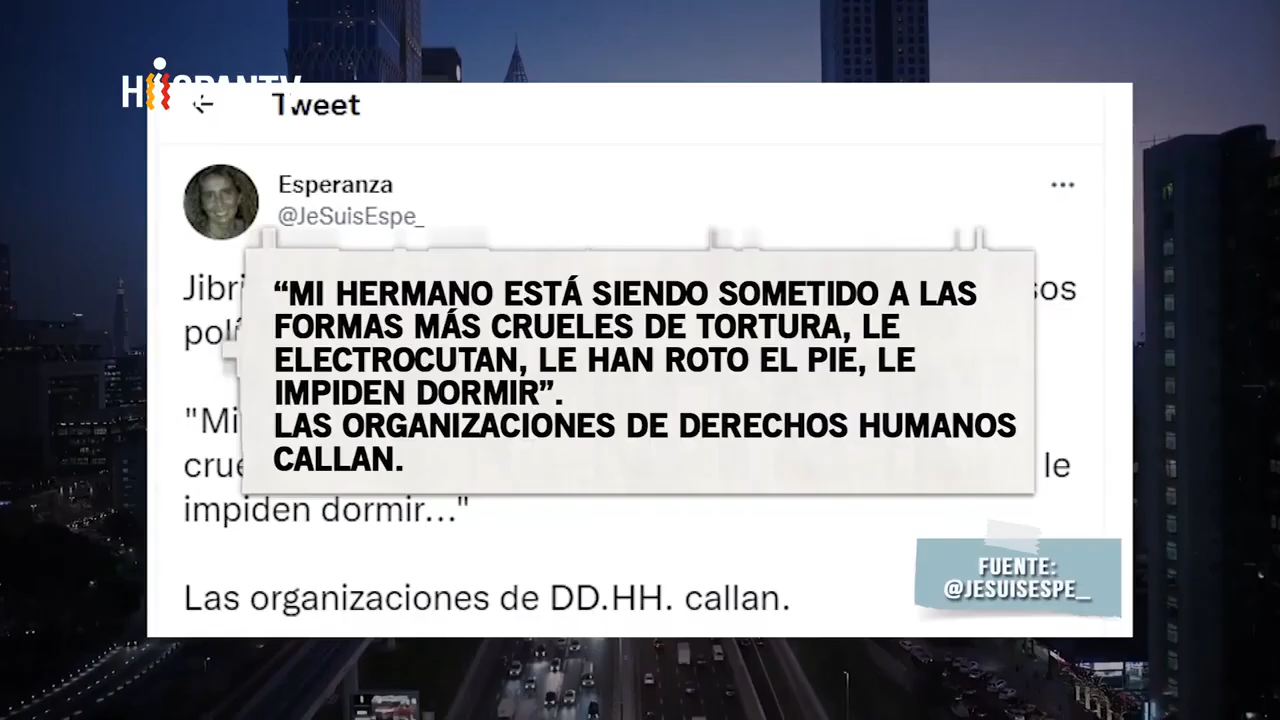 HISPANTV
Tweet
Esperanza
@JeSuisEspe_
Jibri
sos
polí
"Mi
crue
le
impiden dormir..."
Las organizaciones de DD.HH. callan.
“MI HERMANO ESTÁ SIENDO SOMETIDO A LAS
FORMAS MÁS CRUELES DE TORTURA, LE
ELECTROCUTAN, LE HAN ROTO EL PIE, LE
IMPIDEN DORMIR”.
LAS ORGANIZACIONES DE DERECHOS HUMANOS
CALLAN.
FUENTE:
@JESUISESPE_